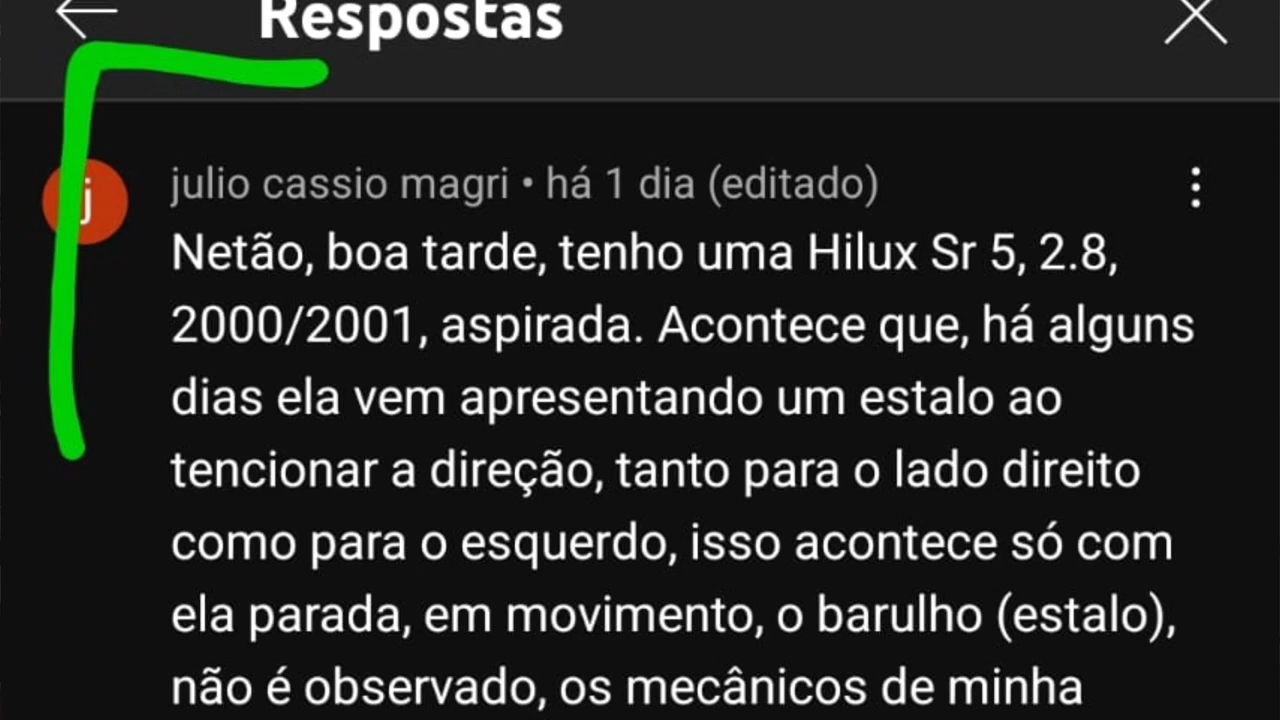 Respostas
j
julio cassio magri • há 1 dia (editado)
Netão, boa tarde, tenho uma Hilux Sr 5, 2.8,
2000/2001, aspirada. Acontece que, há alguns
dias ela vem apresentando um estalo ao
tencionar a direção, tanto para o lado direito
como para o esquerdo, isso acontece só com
ela parada, em movimento, o barulho (estalo),
não é observado, os mecânicos de minha